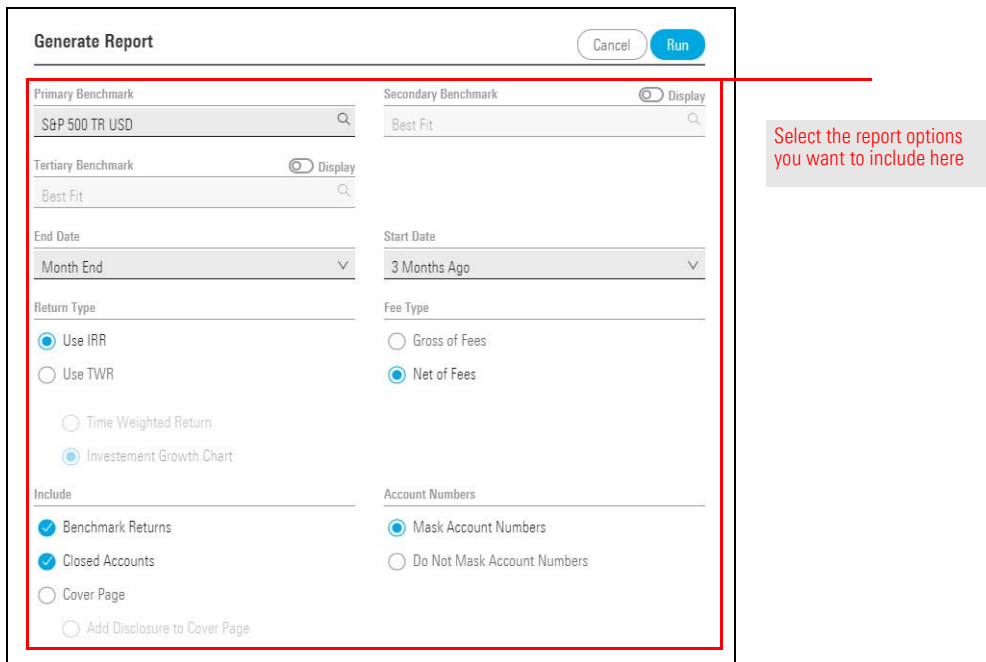 Generate Report
Cancel
Run
Primary Benchmark
Secondary Benchmark
Display
S&P 500 TR USD
Best Fit
Select the report options
you want to include here
Tertiary Benchmark
Display
Best Fit
End Date
Start Date
Month End
3 Months Ago
Return Type
Fee Type
Use IRR
Gross of Fees
Use TWR
Net of Fees
Time Weighted Return
Investement Growth Chart
Include
Account Numbers
Benchmark Returns
Mask Account Numbers
Closed Accounts
Do Not Mask Account Numbers
Cover Page
Add Disclosure to Cover Page